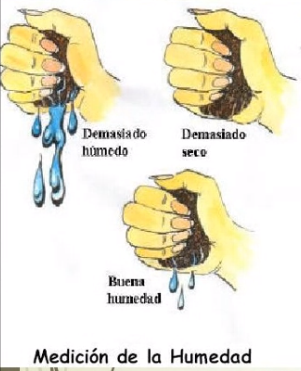 Demasiado
húmedo
Demasiado
seco
Buena
humedad
Medición de la Humedad